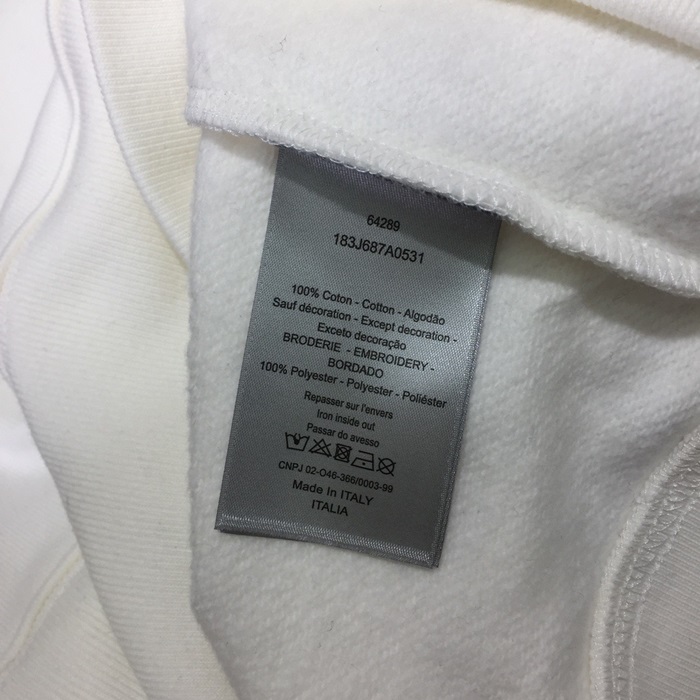 64289
183J687A0531
100% Coton - Cotton - Algodão
Sauf décoration - Except decoration -
Exceto decoração
BRODERIE - EMBROIDERY -
BORDADO
100% Polyester - Polyester - Poliéster
Repasser sur l'envers
Iron inside out
Passar do avesso
CNPJ 02-O46-366/0003-99
Made In ITALY
ITALIA